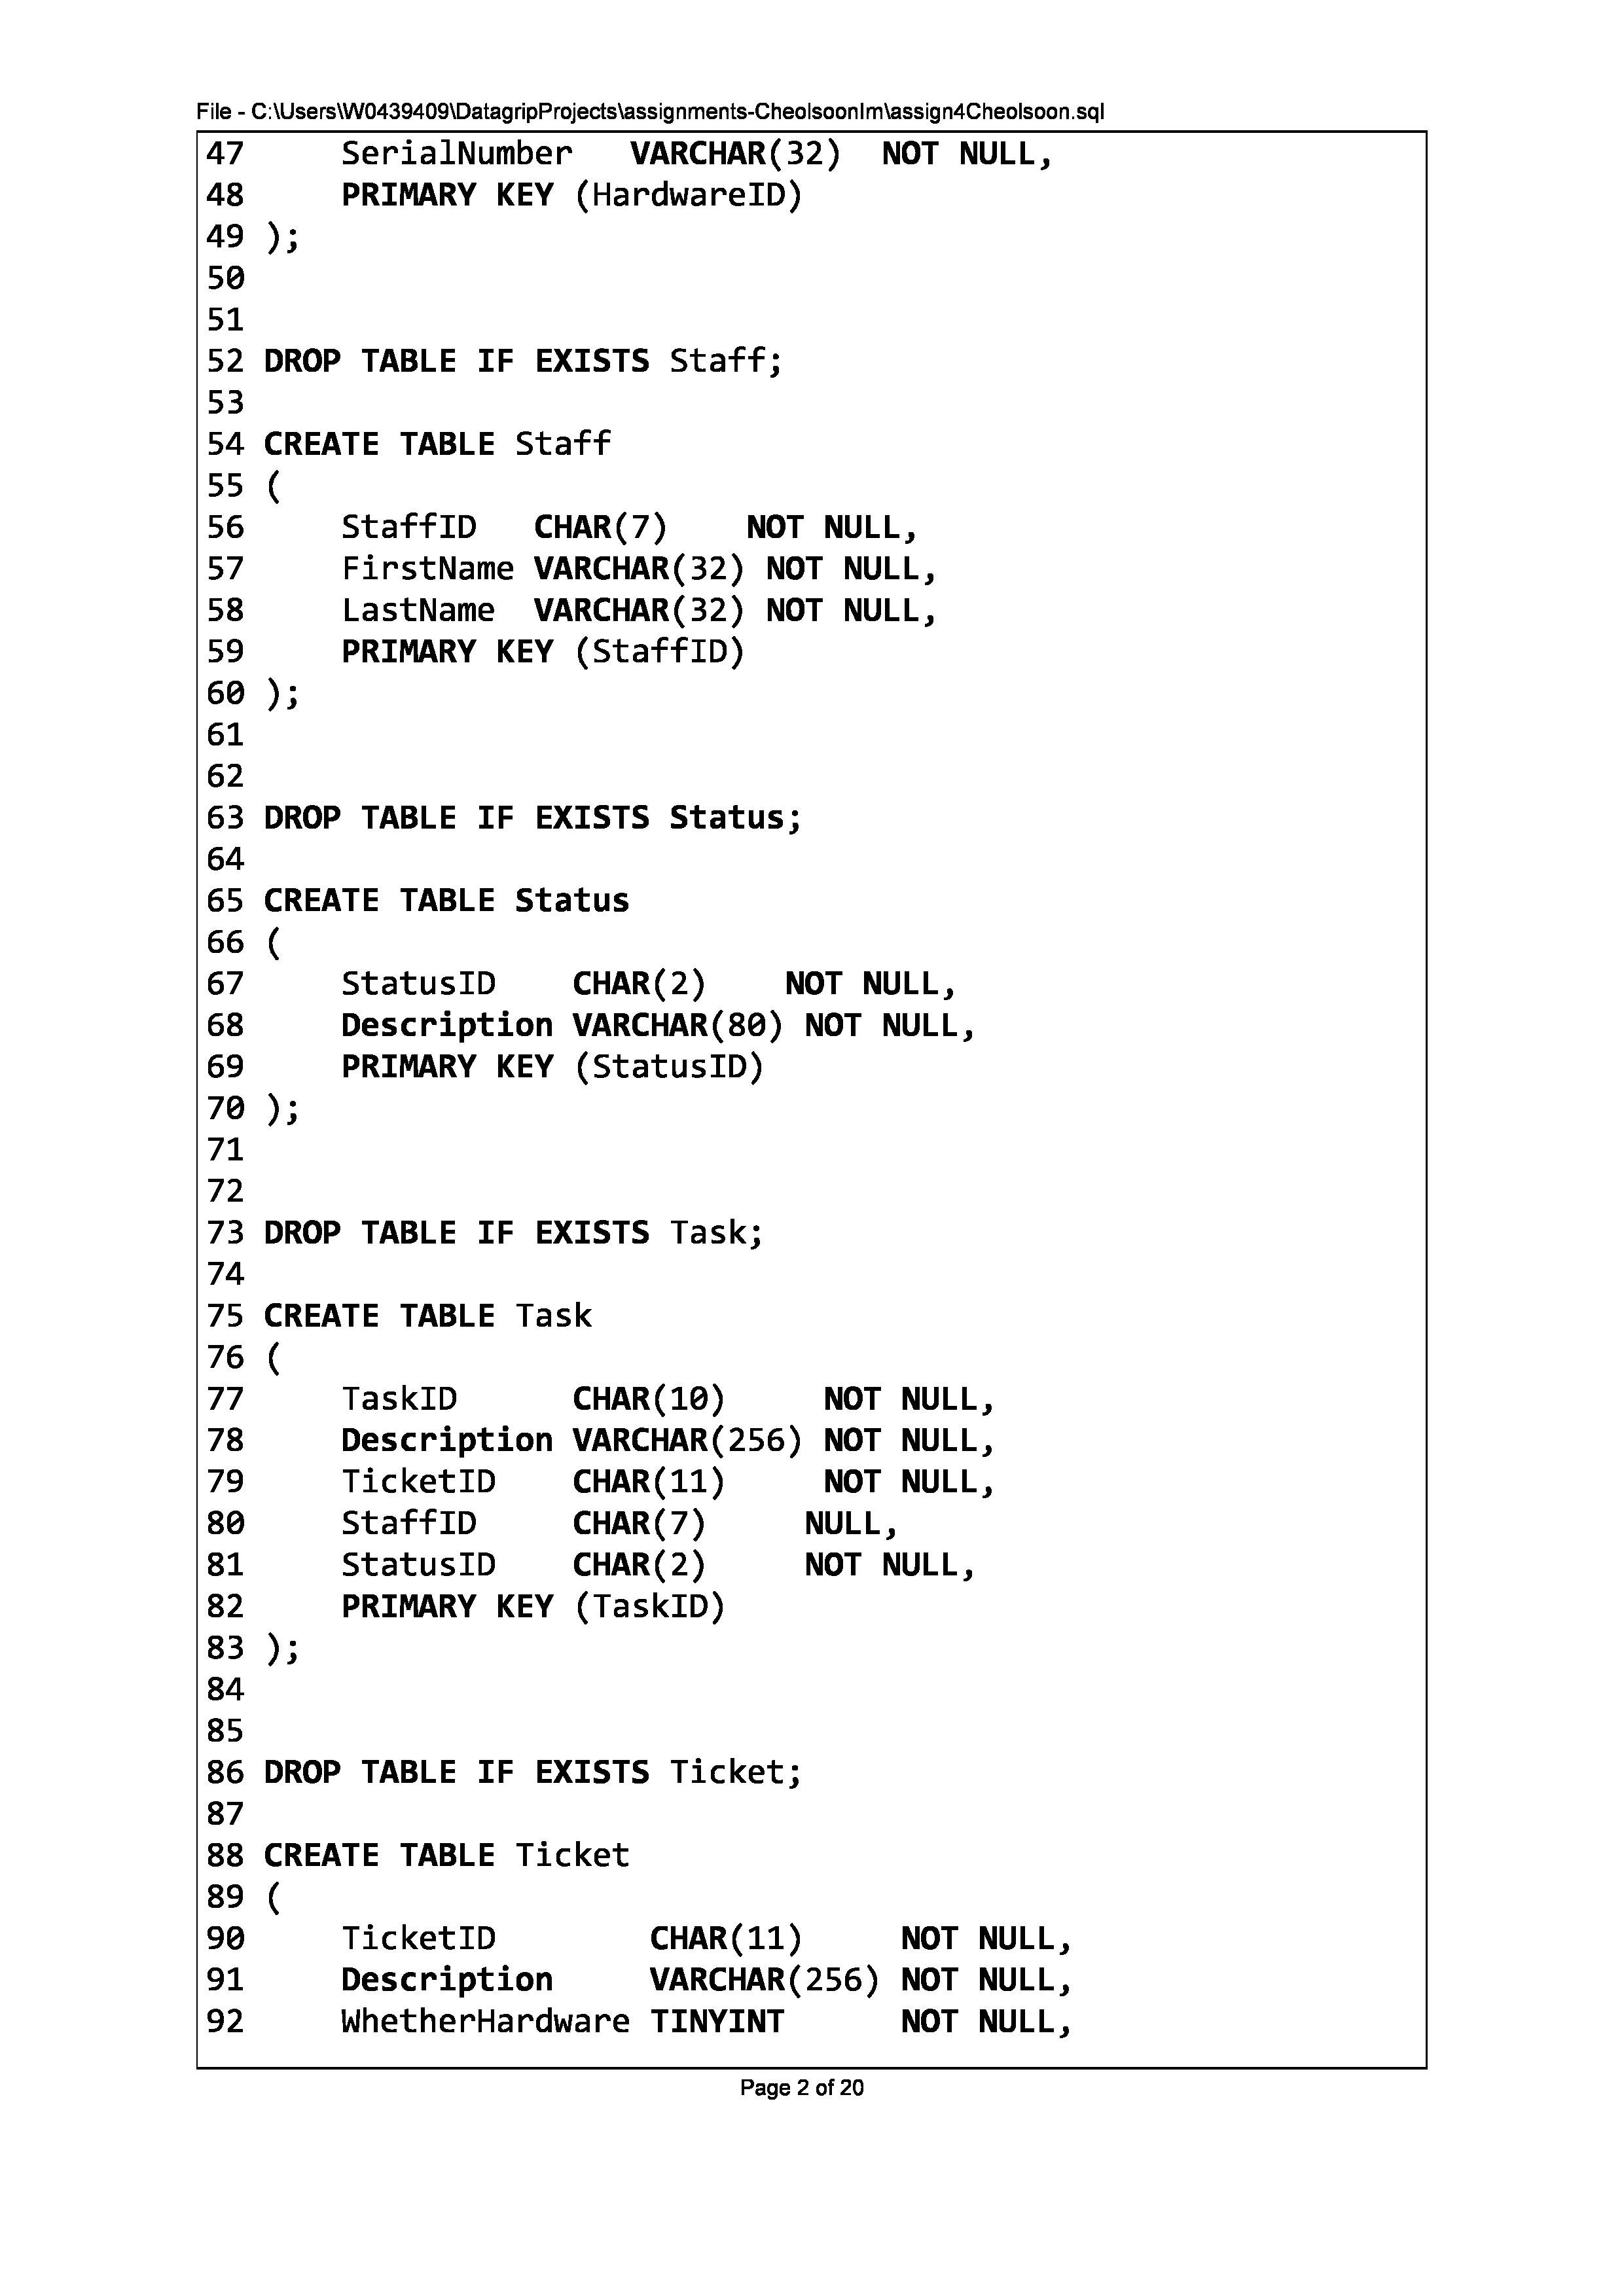 File - C:\Users\W0439409\DatagripProjects\assignments-CheolsoonIm\assign4Cheolsoon.sql
47     SerialNumber   VARCHAR(32)  NOT NULL,
48     PRIMARY KEY (HardwareID)
49 );
50
51
52 DROP TABLE IF EXISTS Staff;
53
54 CREATE TABLE Staff
55 (
56     StaffID   CHAR(7)    NOT NULL,
57     FirstName VARCHAR(32) NOT NULL,
58     LastName  VARCHAR(32) NOT NULL,
59     PRIMARY KEY (StaffID)
60 );
61
62
63 DROP TABLE IF EXISTS Status;
64
65 CREATE TABLE Status
66 (
67     StatusID    CHAR(2)    NOT NULL,
68     Description VARCHAR(80) NOT NULL,
69     PRIMARY KEY (StatusID)
70 );
71
72
73 DROP TABLE IF EXISTS Task;
74
75 CREATE TABLE Task
76 (
77     TaskID      CHAR(10)     NOT NULL,
78     Description VARCHAR(256) NOT NULL,
79     TicketID    CHAR(11)     NOT NULL,
80     StaffID     CHAR(7)     NULL,
81     StatusID    CHAR(2)     NOT NULL,
82     PRIMARY KEY (TaskID)
83 );
84
85
86 DROP TABLE IF EXISTS Ticket;
87
88 CREATE TABLE Ticket
89 (
90     TicketID        CHAR(11)     NOT NULL,
91     Description     VARCHAR(256) NOT NULL,
92     WhetherHardware TINYINT      NOT NULL,
Page 2 of 20